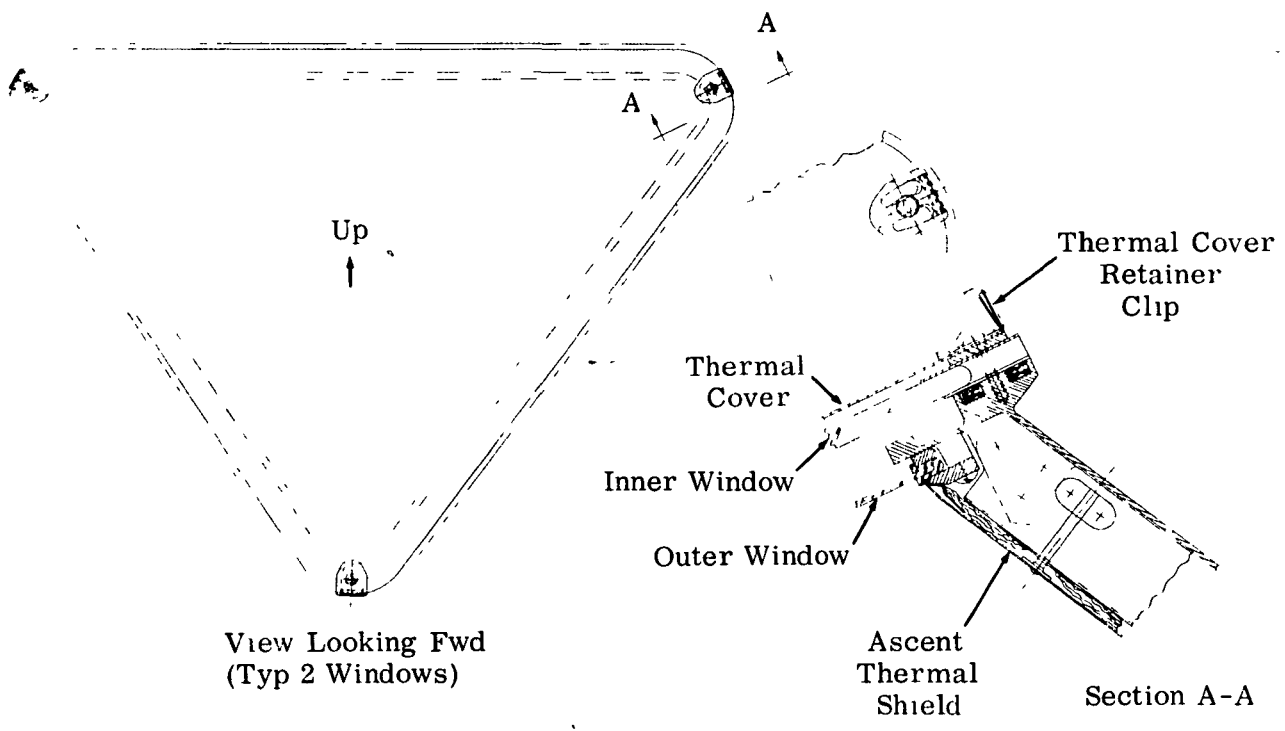 A
A
Up
View Looking Fwd
(Typ 2 Windows)
Thermal Cover
Retainer
Clip
Thermal
Cover
Inner Window
Outer Window
Ascent
Thermal
Shield
Section A-A